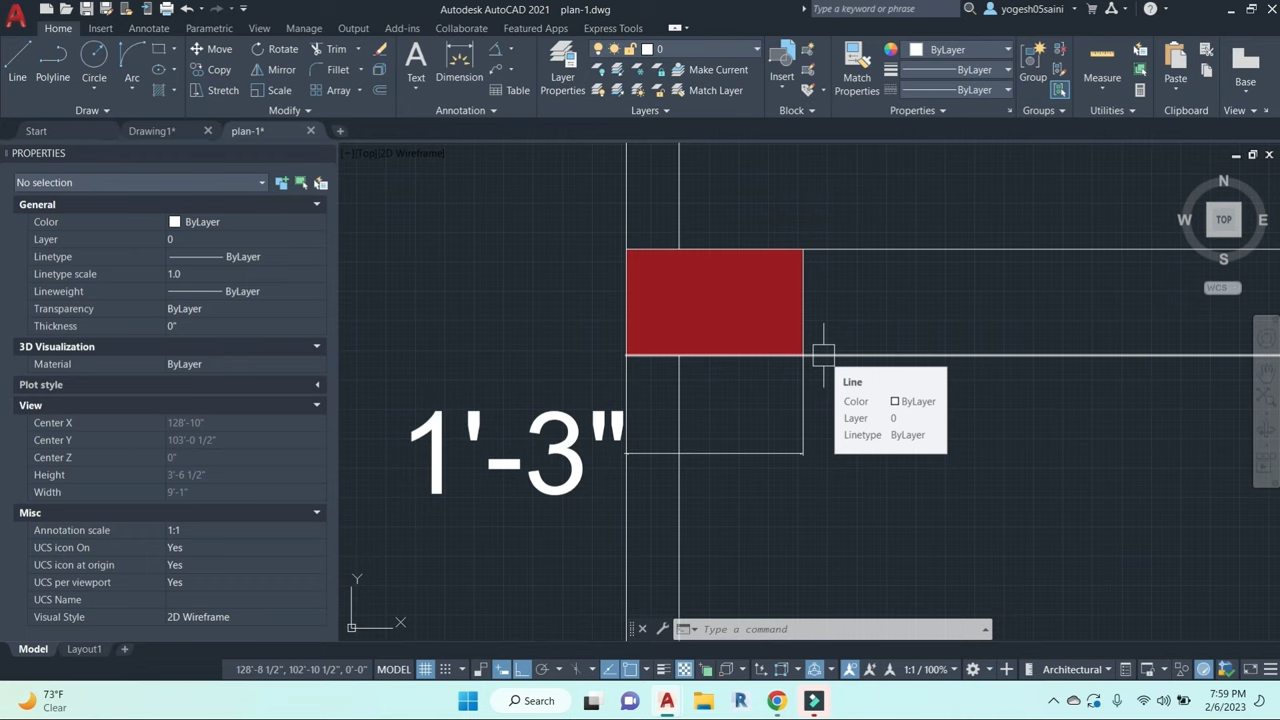 Autodesk AutoCAD 2021 plan-1.dwg
Type a keyword or phrase
yogesh05saini
Home Insert Annotate Parametric View Manage Output Add-ins Collaborate Featured Apps Express Tools
Line Polyline Circle Arc
Move Rotate Trim
Copy Mirror Fillet
Stretch Scale Array
Text Dimension Table
Layer Properties
0
Make Current
Match Layer
Insert
Match Properties
ByLayer
ByLayer
ByLayer
Group Measure Paste Base
Draw Modify Annotation Layers Block Properties Groups Utilities Clipboard View
Start Drawing1* plan-1*
PROPERTIES
[−][Top][2D Wireframe]
No selection
General
Color ByLayer
Layer 0
Linetype ByLayer
Linetype scale 1.0
Lineweight ByLayer
Transparency ByLayer
Thickness 0"
3D Visualization
Material ByLayer
Plot style
View
Center X 128'-10"
Center Y 103'-0 1/2"
Center Z 0"
Height 3'-6 1/2"
Width 9'-1"
Misc
Annotation scale 1:1
UCS icon On Yes
UCS icon at origin Yes
UCS per viewport Yes
UCS Name
Visual Style 2D Wireframe
N
W TOP E
S
WCS
Line
Color ByLayer
Layer 0
Linetype ByLayer
1'-3"
Y
X
Type a command
Model Layout1
128'-8 1/2", 102'-10 1/2", 0'-0" MODEL 1:1 / 100% Architectural
73°F
Clear
Search
7:59 PM
2/6/2023